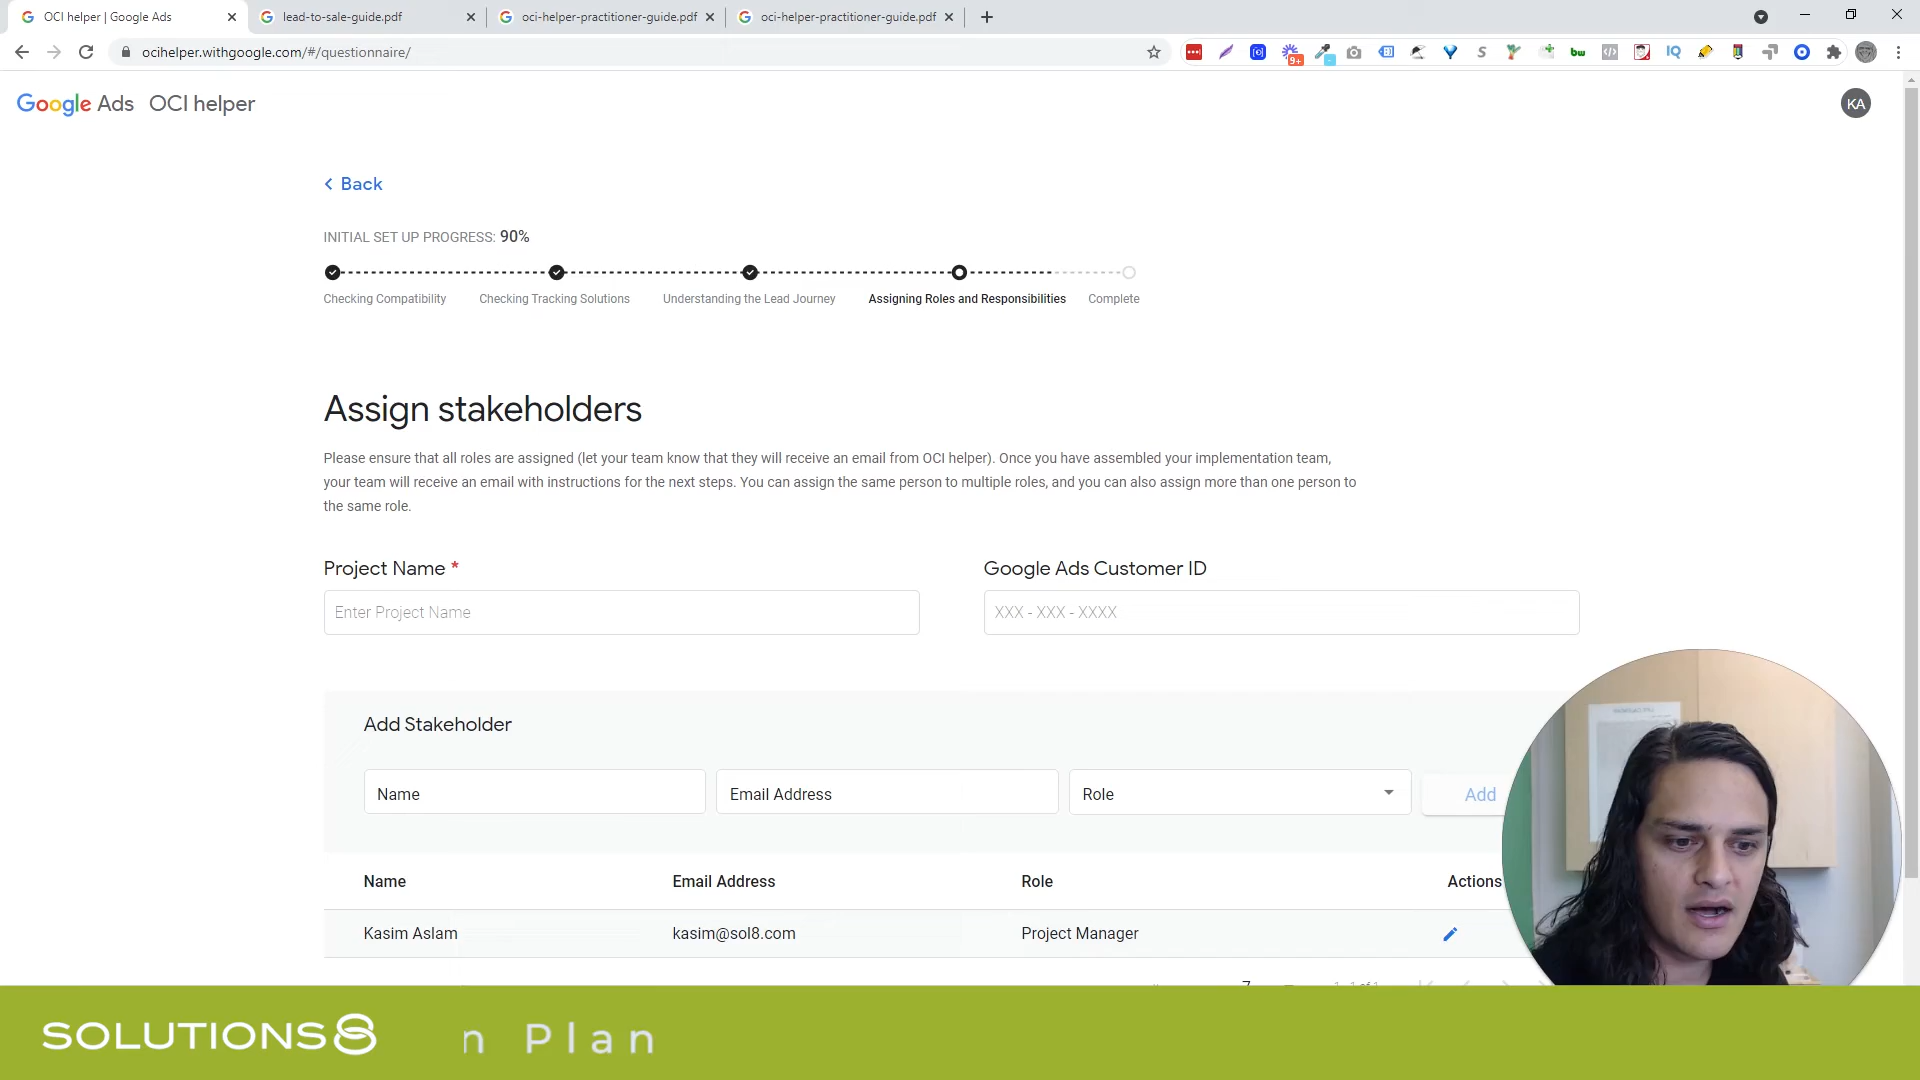 OCI helper | Google Ads
lead-to-sale-guide.pdf
oci-helper-practitioner-guide.pdf
oci-helper-practitioner-guide.pdf
ocihelper.withgoogle.com/#/questionnaire/
9+
S
bw
IQ
Google Ads OCI helper
KA
Back
INITIAL SET UP PROGRESS: 90%
Checking Compatibility
Checking Tracking Solutions
Understanding the Lead Journey
Assigning Roles and Responsibilities
Complete
Assign stakeholders
Please ensure that all roles are assigned (let your team know that they will receive an email from OCI helper). Once you have assembled your implementation team,
your team will receive an email with instructions for the next steps. You can assign the same person to multiple roles, and you can also assign more than one person to
the same role.
Project Name *
Google Ads Customer ID
Enter Project Name
XXX - XXX - XXXX
Add Stakeholder
Name
Email Address
Role
Add
Name Email Address Role Actions
Kasim Aslam kasim@sol8.com Project Manager
SOLUTIONS8
n Plan